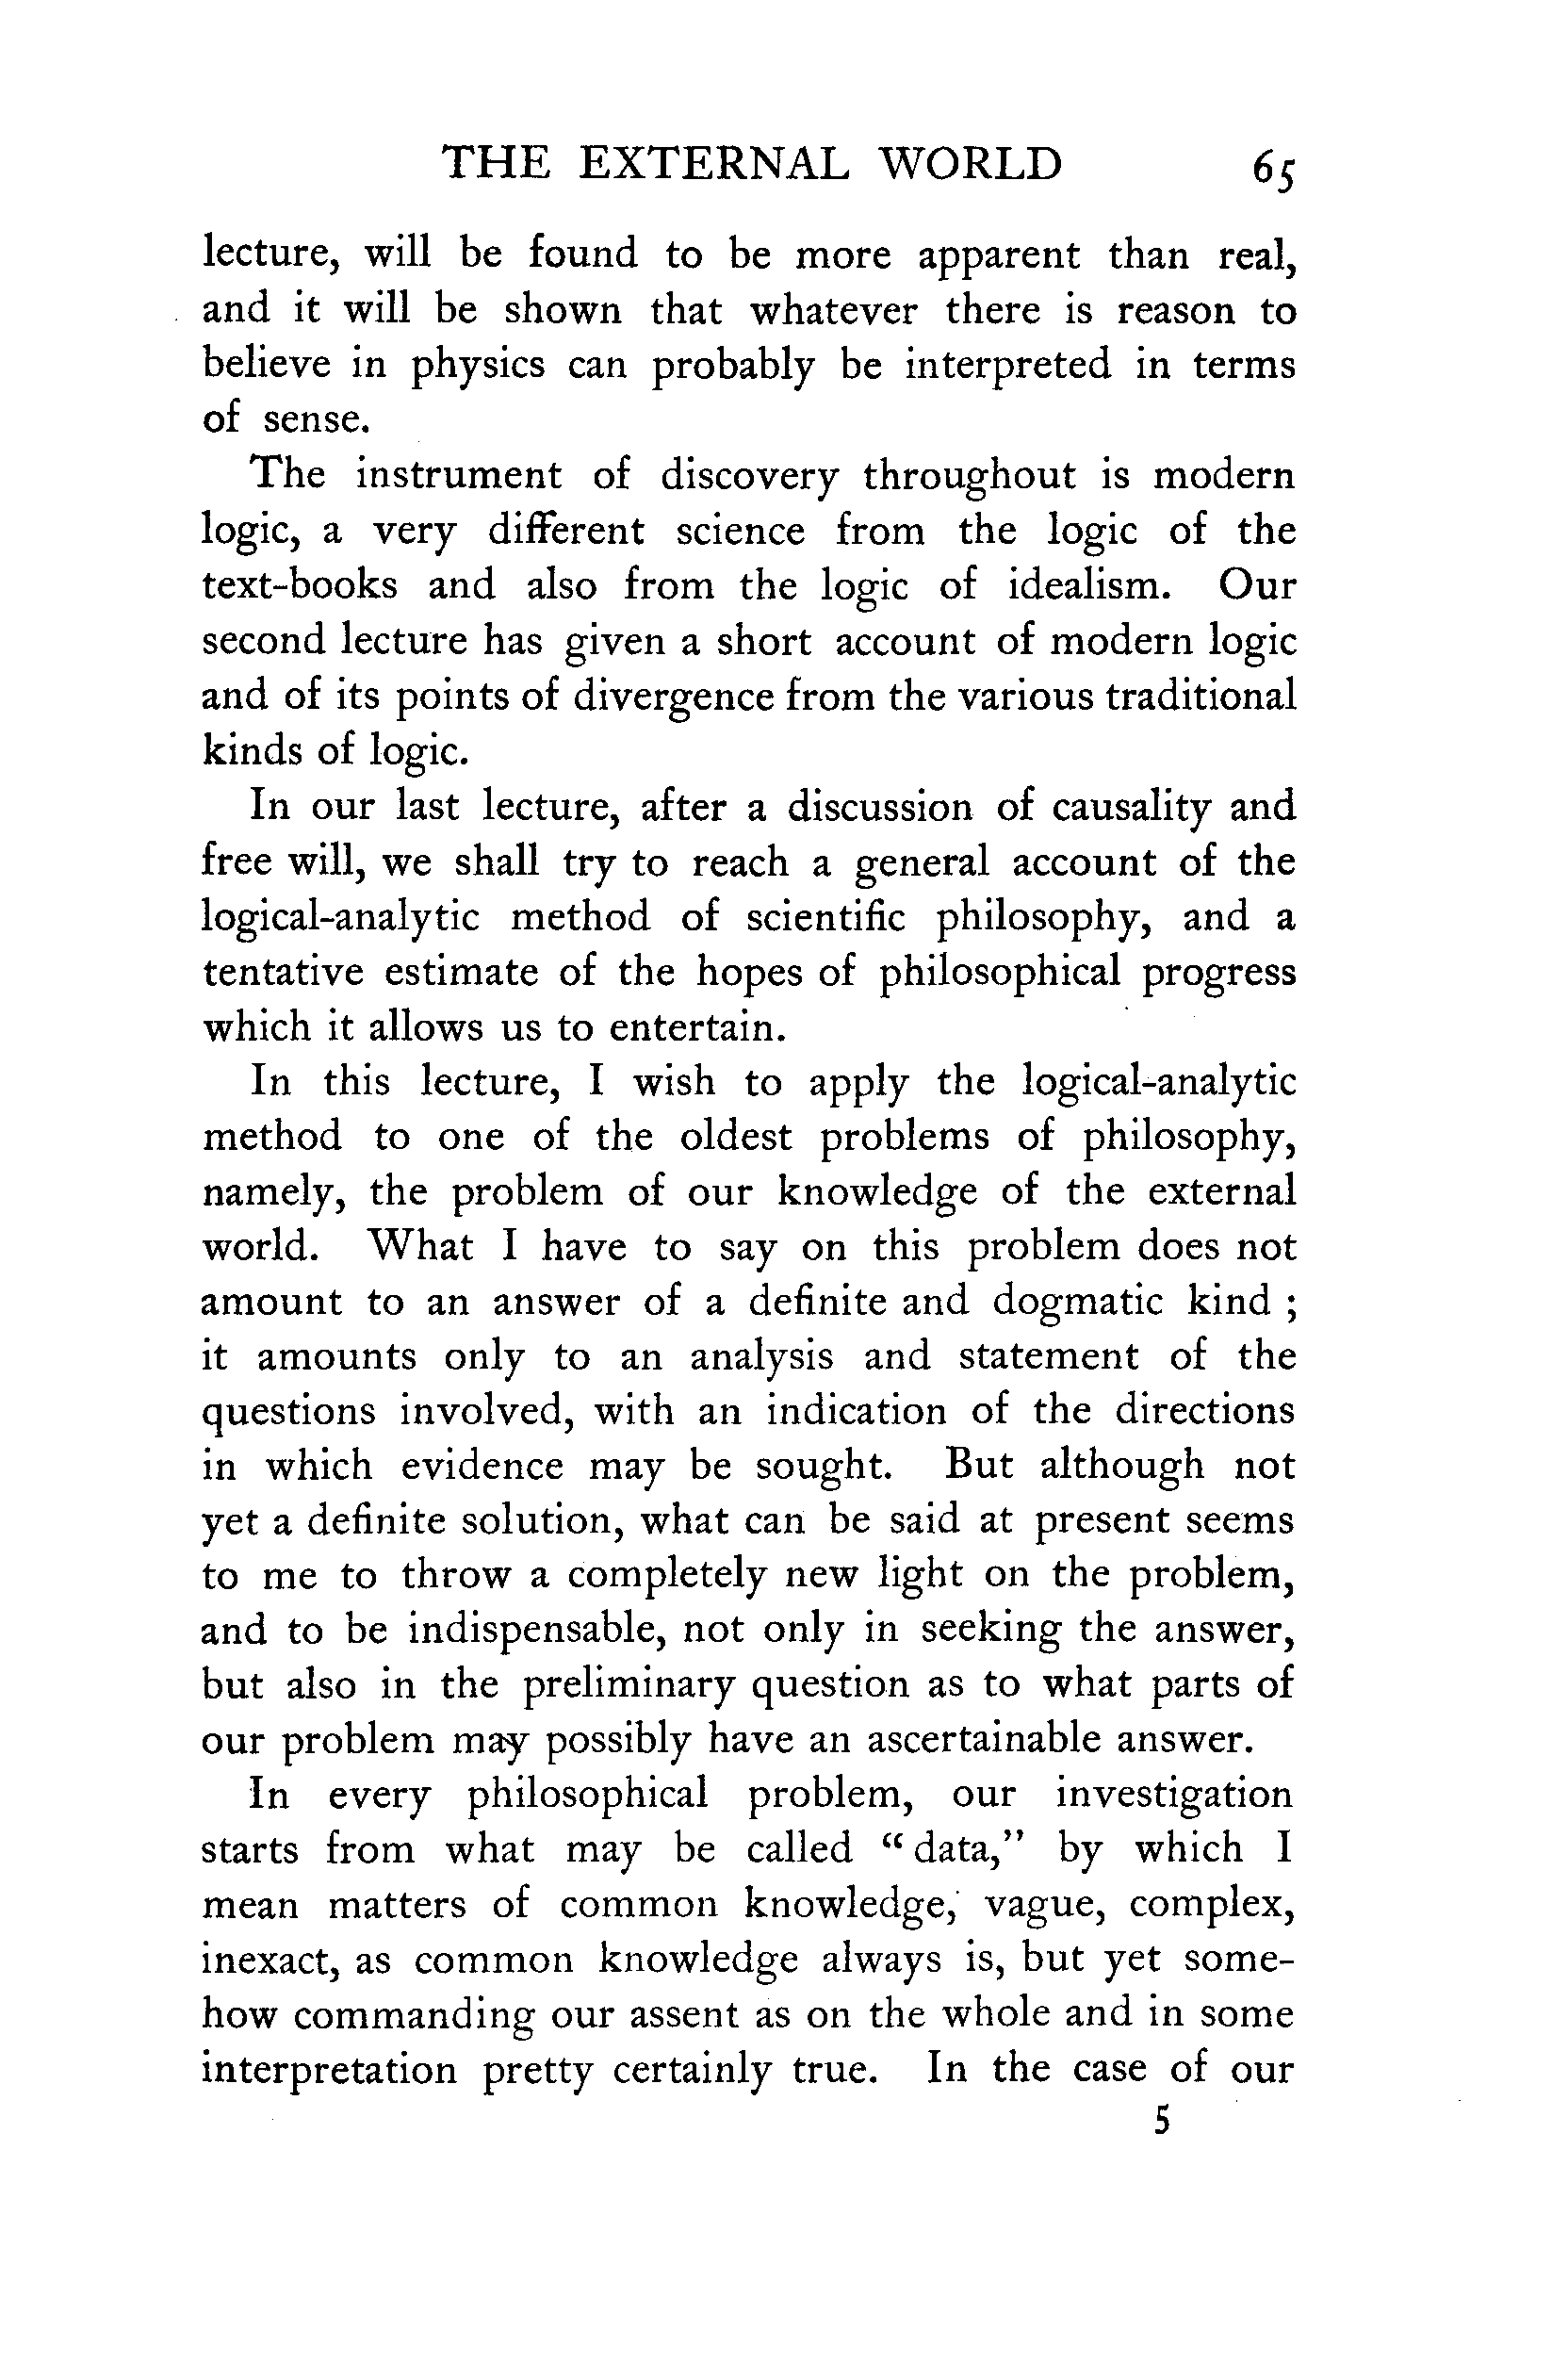 THE EXTERNAL WORLD 65
lecture, will be found to be more apparent than real,
and it will be shown that whatever there is reason to
believe in physics can probably be interpreted in terms
of sense.
The instrument of discovery throughout is modern
logic, a very different science from the logic of the
text-books and also from the logic of idealism. Our
second lecture has given a short account of modern logic
and of its points of divergence from the various traditional
kinds of logic.
In our last lecture, after a discussion of causality and
free will, we shall try to reach a general account of the
logical-analytic method of scientific philosophy, and a
tentative estimate of the hopes of philosophical progress
which it allows us to entertain.
In this lecture, I wish to apply the logical-analytic
method to one of the oldest problems of philosophy,
namely, the problem of our knowledge of the external
world. What I have to say on this problem does not
amount to an answer of a definite and dogmatic kind ;
it amounts only to an analysis and statement of the
questions involved, with an indication of the directions
in which evidence may be sought. But although not
yet a definite solution, what can be said at present seems
to me to throw a completely new light on the problem,
and to be indispensable, not only in seeking the answer,
but also in the preliminary question as to what parts of
our problem may possibly have an ascertainable answer.
In every philosophical problem, our investigation
starts from what may be called “ data,” by which I
mean matters of common knowledge, vague, complex,
inexact, as common knowledge always is, but yet some-
how commanding our assent as on the whole and in some
interpretation pretty certainly true. In the case of our
5